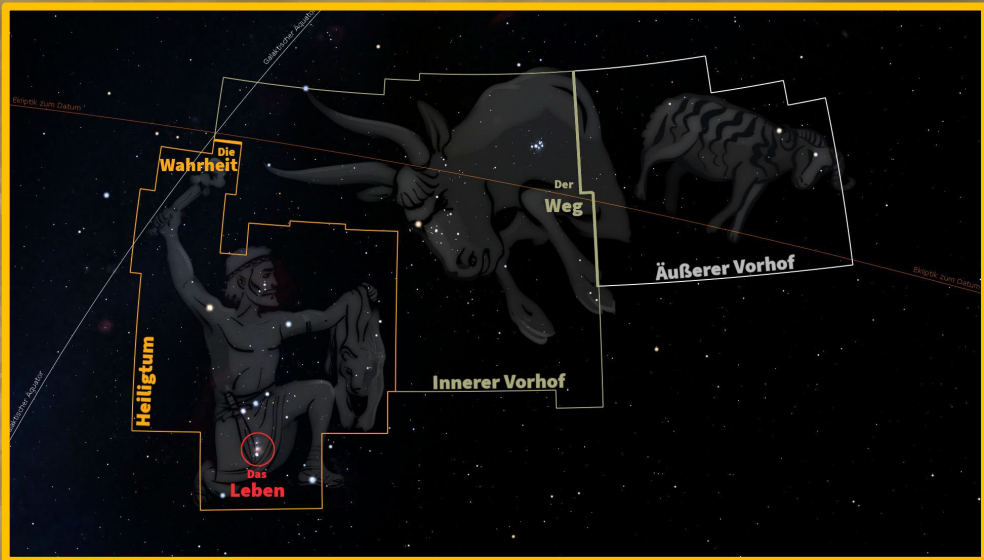 Galaktischer Äquator
Ekliptik zum Datum
Die
Wahrheit
Der
Weg
Äußerer Vorhof
Ekliptik zum Datum
Heiligtum
Innerer Vorhof
Galaktischer Äquator
Das
Leben